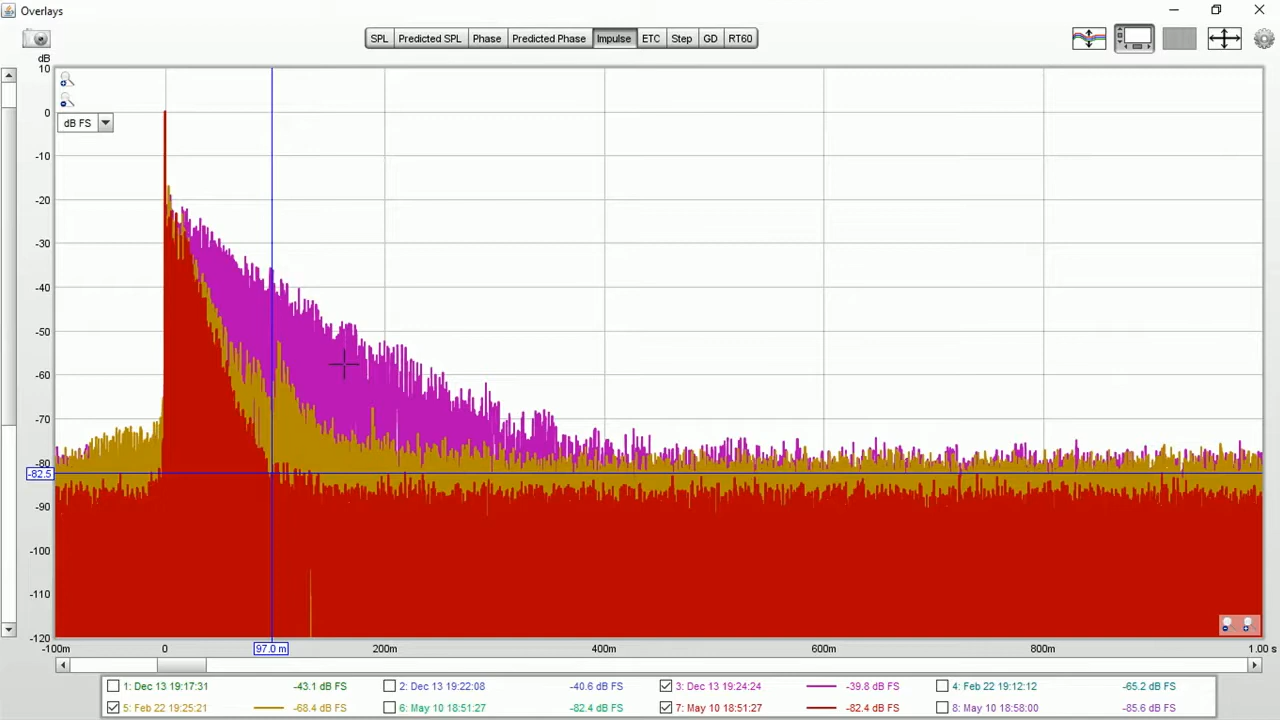 Overlays
SPL Predicted SPL Phase Predicted Phase Impulse ETC Step GD RT60
dB
10
0
dB FS
-10
-20
-30
-40
-50
-60
-70
-80
-82.5
-90
-100
-110
-120
-100m 0 97.0 m 200m 400m 600m 800m 1.00 s
1: Dec 13 19:17:31 -43.1 dB FS 2: Dec 13 19:22:08 -40.6 dB FS 3: Dec 13 19:24:24 -39.8 dB FS 4: Feb 22 19:12:12 -65.2 dB FS
5: Feb 22 19:25:21 -68.4 dB FS 6: May 10 18:51:27 -82.4 dB FS 7: May 10 18:51:27 -82.4 dB FS 8: May 10 18:58:00 -85.6 dB FS